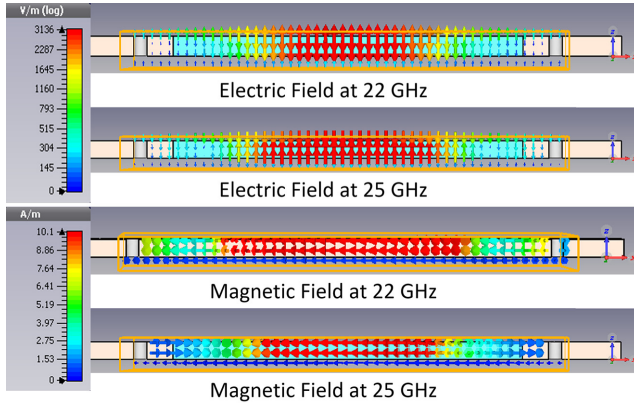 V/m (log)
3136
2287
1645
1160
793
515
304
145
0
z
x
Electric Field at 22 GHz
z
x
Electric Field at 25 GHz
A/m
10.1
8.86
7.64
6.41
5.19
3.97
2.75
1.53
0
z
x
Magnetic Field at 22 GHz
z
x
Magnetic Field at 25 GHz